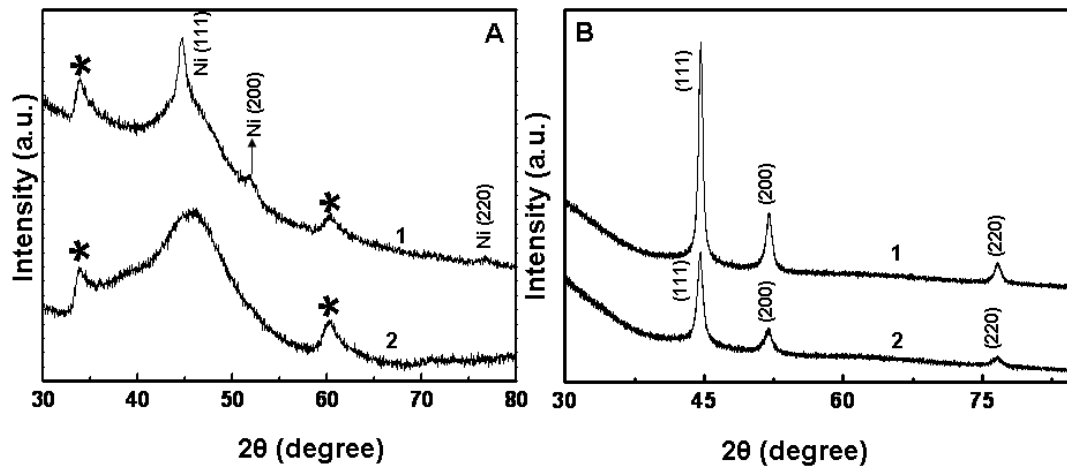 A
Intensity (a.u.)
*
Ni (111)
Ni (200)
*
Ni (220)
1
*
*
2
30 40 50 60 70 80
2θ (degree)
B
Intensity (a.u.)
(111)
(200)
1
(220)
(111)
(200)
2
(220)
30 45 60 75
2θ (degree)